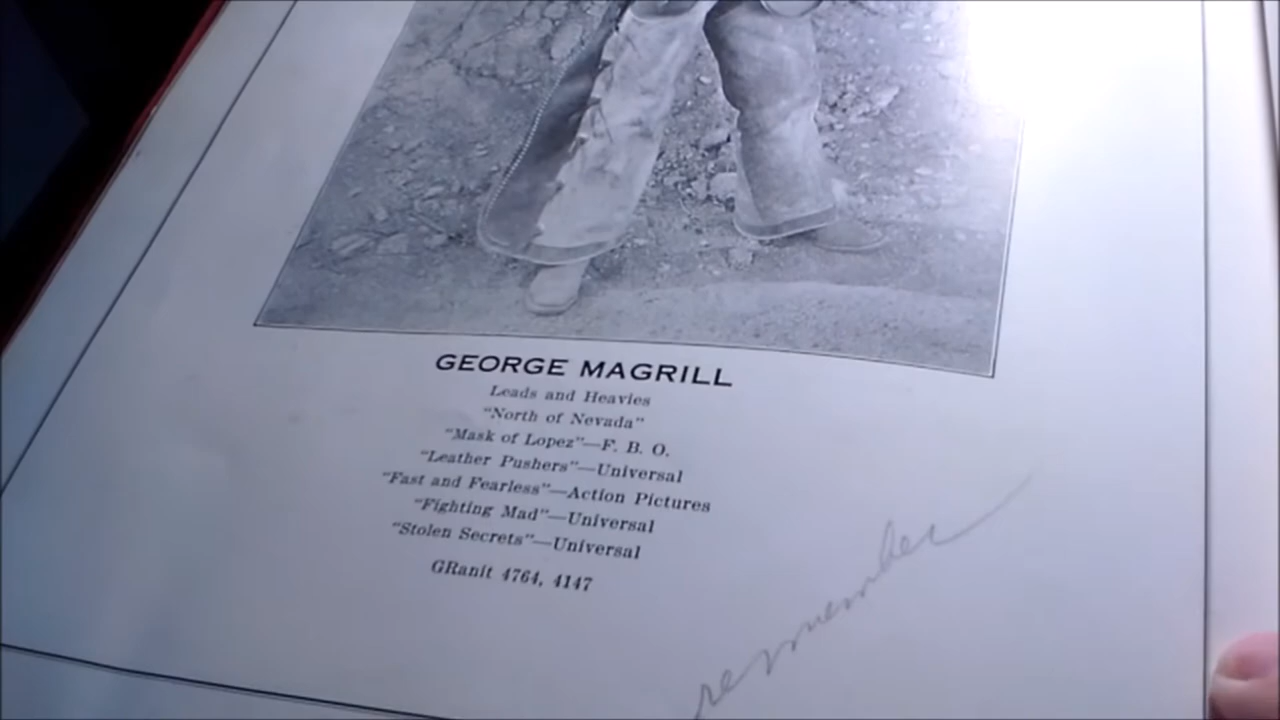 GEORGE MAGRILL
Leads and Heavies
"North of Nevada"
"Mask of Lopez"—F. B. O.
"Leather Pushers"—Universal
"Fast and Fearless"—Action Pictures
"Fighting Mad"—Universal
"Stolen Secrets"—Universal
GRanit 4764, 4147
remember